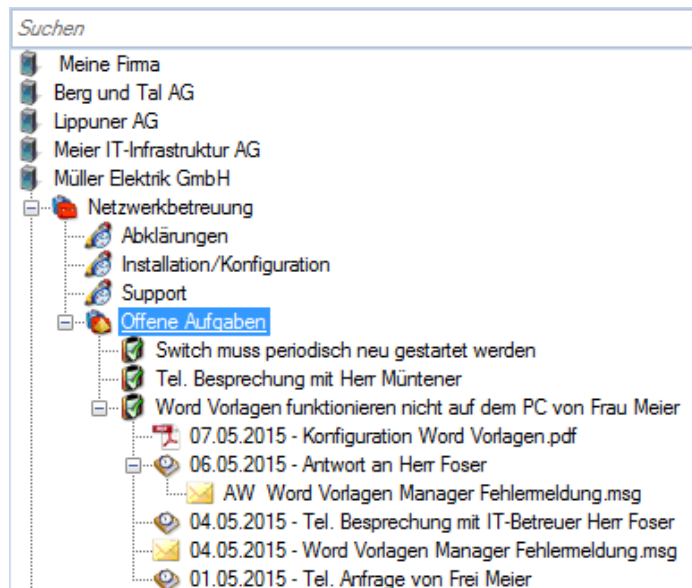 Suchen
Meine Firma
Berg und Tal AG
Lippuner AG
Meier IT-Infrastruktur AG
Müller Elektrik GmbH
Netzwerkbetreuung
Abklärungen
Installation/Konfiguration
Support
Offene Aufgaben
Switch muss periodisch neu gestartet werden
Tel. Besprechung mit Herr Müntener
Word Vorlagen funktionieren nicht auf dem PC von Frau Meier
07.05.2015 - Konfiguration Word Vorlagen.pdf
06.05.2015 - Antwort an Herr Foser
AW Word Vorlagen Manager Fehlermeldung.msg
04.05.2015 - Tel. Besprechung mit IT-Betreuer Herr Foser
04.05.2015 - Word Vorlagen Manager Fehlermeldung.msg
01.05.2015 - Tel. Anfrage von Frei Meier